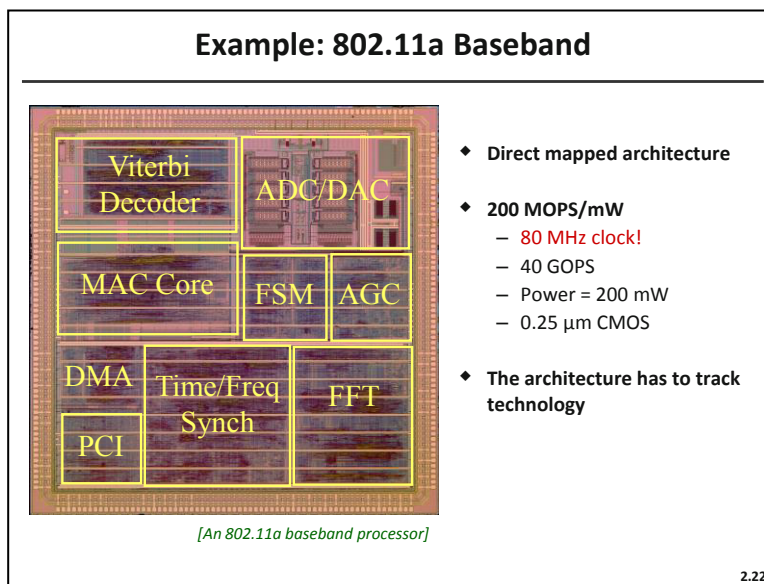 Example: 802.11a Baseband
Viterbi
Decoder
ADC/DAC
MAC Core
FSM
AGC
DMA
Time/Freq
Synch
FFT
PCI
[An 802.11a baseband processor]
◆ Direct mapped architecture
◆ 200 MOPS/mW
– 80 MHz clock!
– 40 GOPS
– Power = 200 mW
– 0.25 μm CMOS
◆ The architecture has to track
technology
2.22